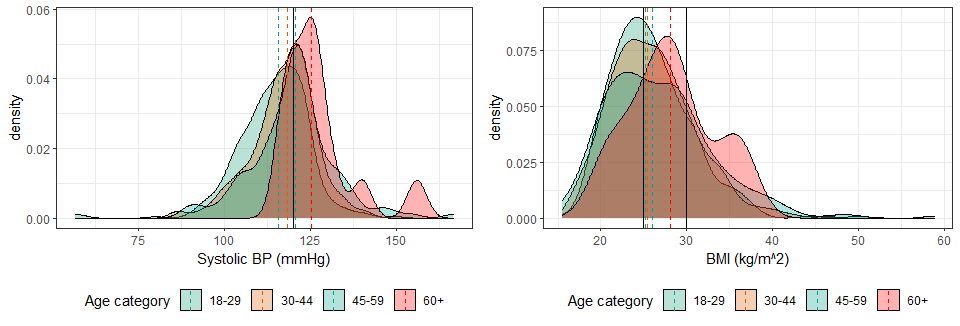 0.06
0.04
0.02
0.00
density
75 100 125 150
Systolic BP (mmHg)
Age category 18-29 30-44 45-59 60+
0.075
0.050
0.025
0.000
density
20 30 40 50 60
BMI (kg/m^2)
Age category 18-29 30-44 45-59 60+